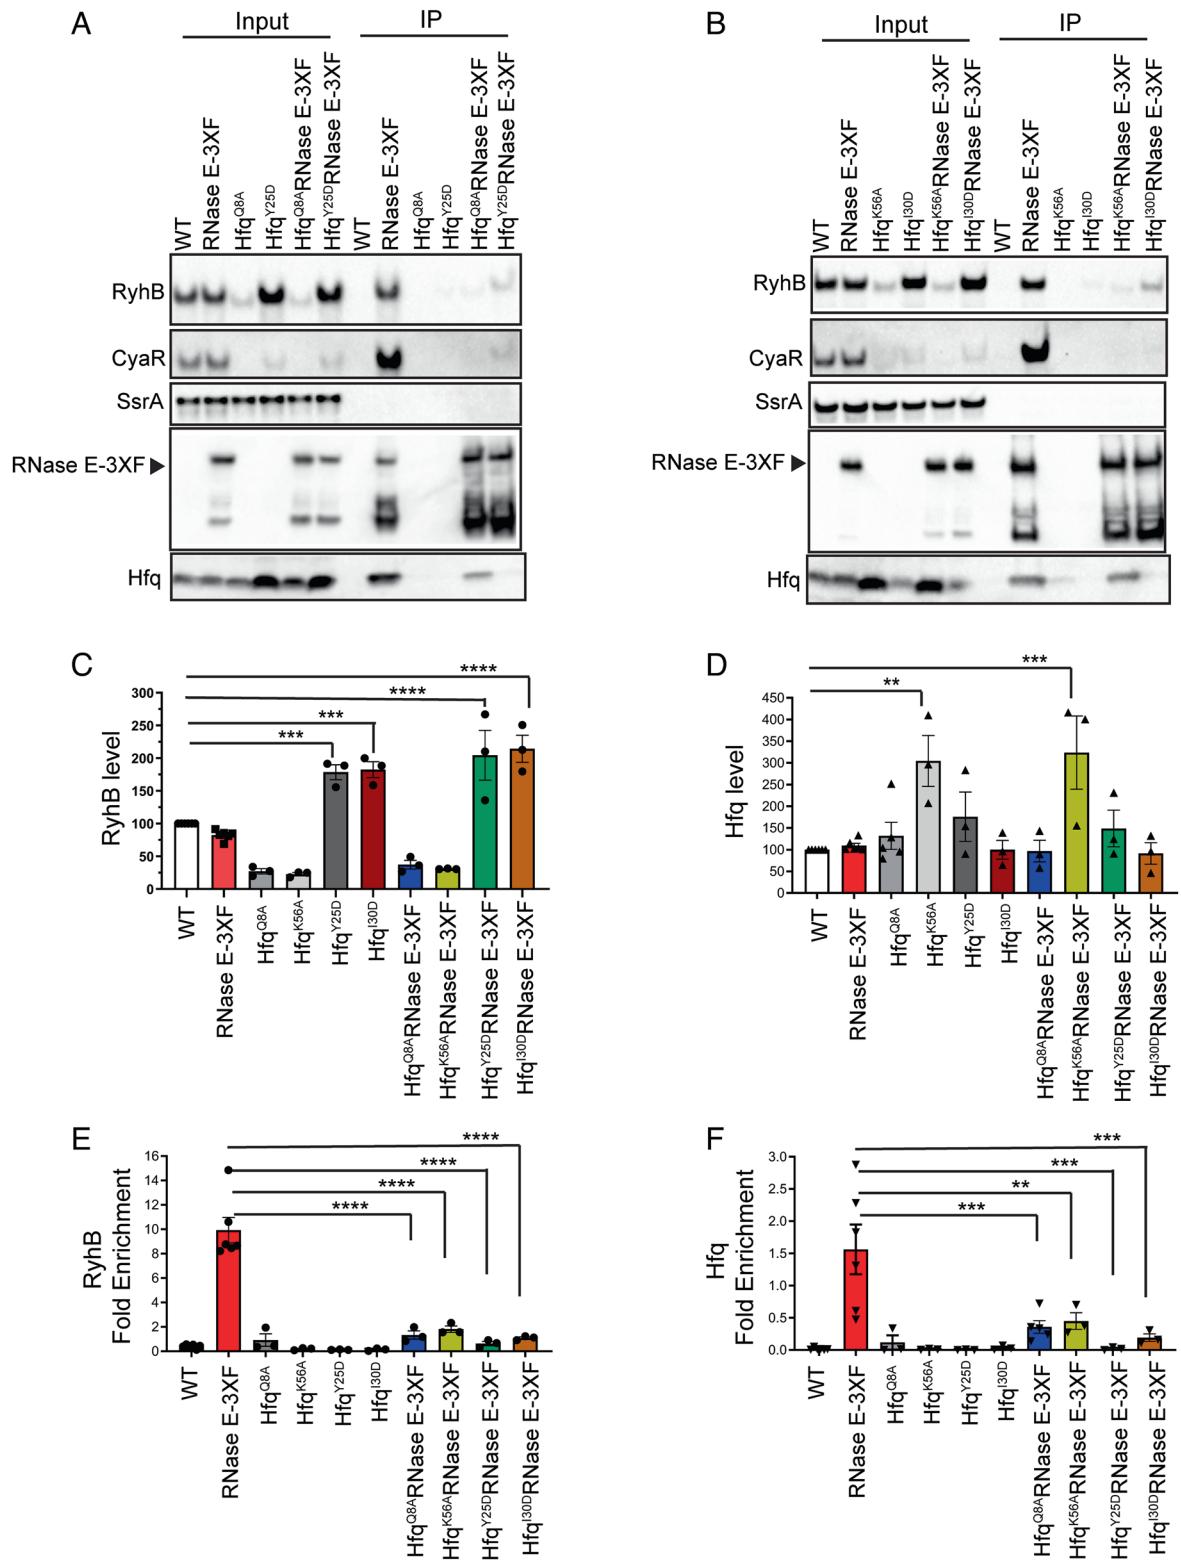 A
Input
IP
WT
RNase E-3XF
HfqQ8A
HfqY25D
HfqQ8ARNase E-3XF
HfqY25DRNase E-3XF
WT
RNase E-3XF
HfqQ8A
HfqY25D
HfqQ8ARNase E-3XF
HfqY25DRNase E-3XF
RyhB
CyaR
SsrA
RNase E-3XF
Hfq
B
Input
IP
WT
RNase E-3XF
HfqK56A
HfqI30D
HfqK56ARNase E-3XF
HfqI30DRNase E-3XF
WT
RNase E-3XF
HfqK56A
HfqI30D
HfqK56ARNase E-3XF
HfqI30DRNase E-3XF
RyhB
CyaR
SsrA
RNase E-3XF
Hfq
C
RyhB level
300
250
200
150
100
50
0
****
****
***
***
WT
RNase E-3XF
HfqQ8A
HfqK56A
HfqY25D
HfqI30D
HfqQ8ARNase E-3XF
HfqK56ARNase E-3XF
HfqY25DRNase E-3XF
HfqI30DRNase E-3XF
D
Hfq level
450
400
350
300
250
200
150
100
50
0
***
**
WT
RNase E-3XF
HfqQ8A
HfqK56A
HfqY25D
HfqI30D
HfqQ8ARNase E-3XF
HfqK56ARNase E-3XF
HfqY25DRNase E-3XF
HfqI30DRNase E-3XF
E
RyhB
Fold Enrichment
16
14
12
10
8
6
4
2
0
****
****
****
****
WT
RNase E-3XF
HfqQ8A
HfqK56A
HfqY25D
HfqI30D
HfqQ8ARNase E-3XF
HfqK56ARNase E-3XF
HfqY25DRNase E-3XF
HfqI30DRNase E-3XF
F
Hfq
Fold Enrichment
3.0
2.5
2.0
1.5
1.0
0.5
0.0
***
***
**
***
WT
RNase E-3XF
HfqQ8A
HfqK56A
HfqY25D
HfqI30D
HfqQ8ARNase E-3XF
HfqK56ARNase E-3XF
HfqY25DRNase E-3XF
HfqI30DRNase E-3XF